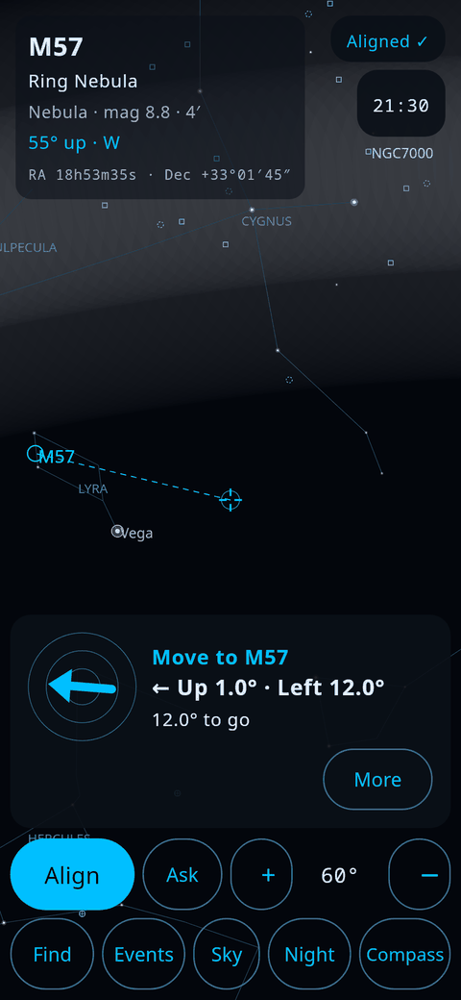 M57
Ring Nebula
Nebula · mag 8.8 · 4′
55° up · W
RA 18h53m35s · Dec +33°01′45″
Aligned ✓
21:30
NGC7000
CYGNUS
ULPECULA
M57
LYRA
Vega
Move to M57
← Up 1.0° · Left 12.0°
12.0° to go
More
HERCULES
Align
Ask
+
60°
−
Find
Events
Sky
Night
Compass